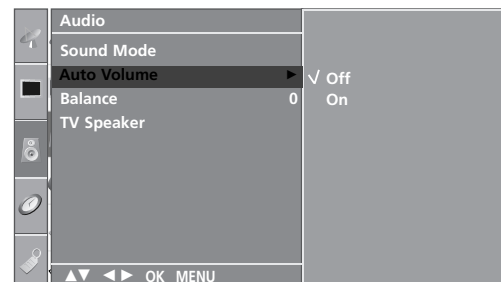 Audio
Sound Mode
Auto Volume ►
Balance 0
TV Speaker
√ Off
On
▲▼ ◄► OK MENU